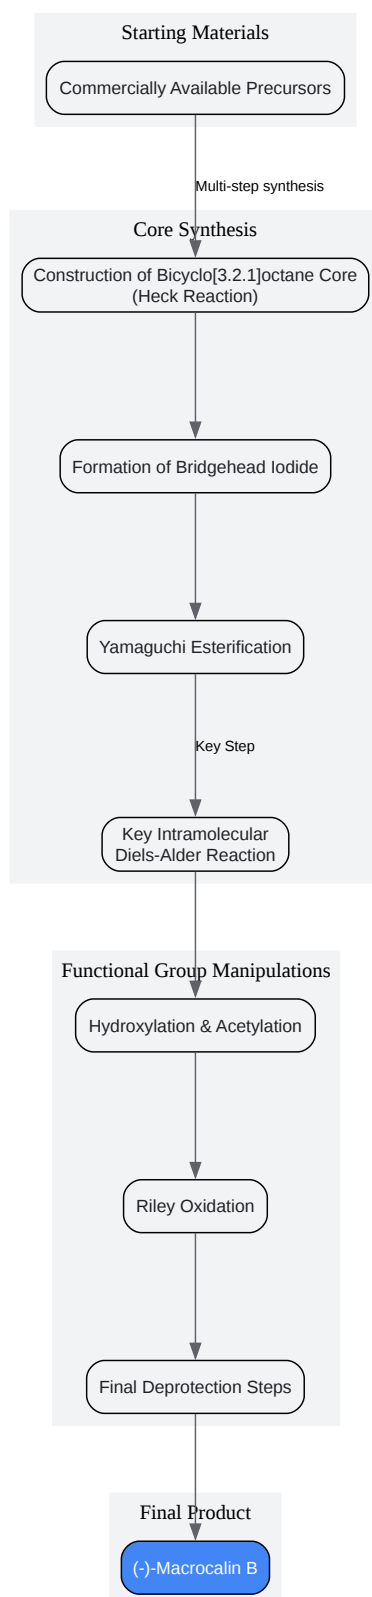 Starting Materials
Commercially Available Precursors
Multi-step synthesis
Core Synthesis
Construction of Bicyclo[3.2.1]octane Core
(Heck Reaction)
Formation of Bridgehead Iodide
Yamaguchi Esterification
Key Step
Key Intramolecular
Diels-Alder Reaction
Functional Group Manipulations
Hydroxylation & Acetylation
Riley Oxidation
Final Deprotection Steps
Final Product
(-)-Macrocalin B